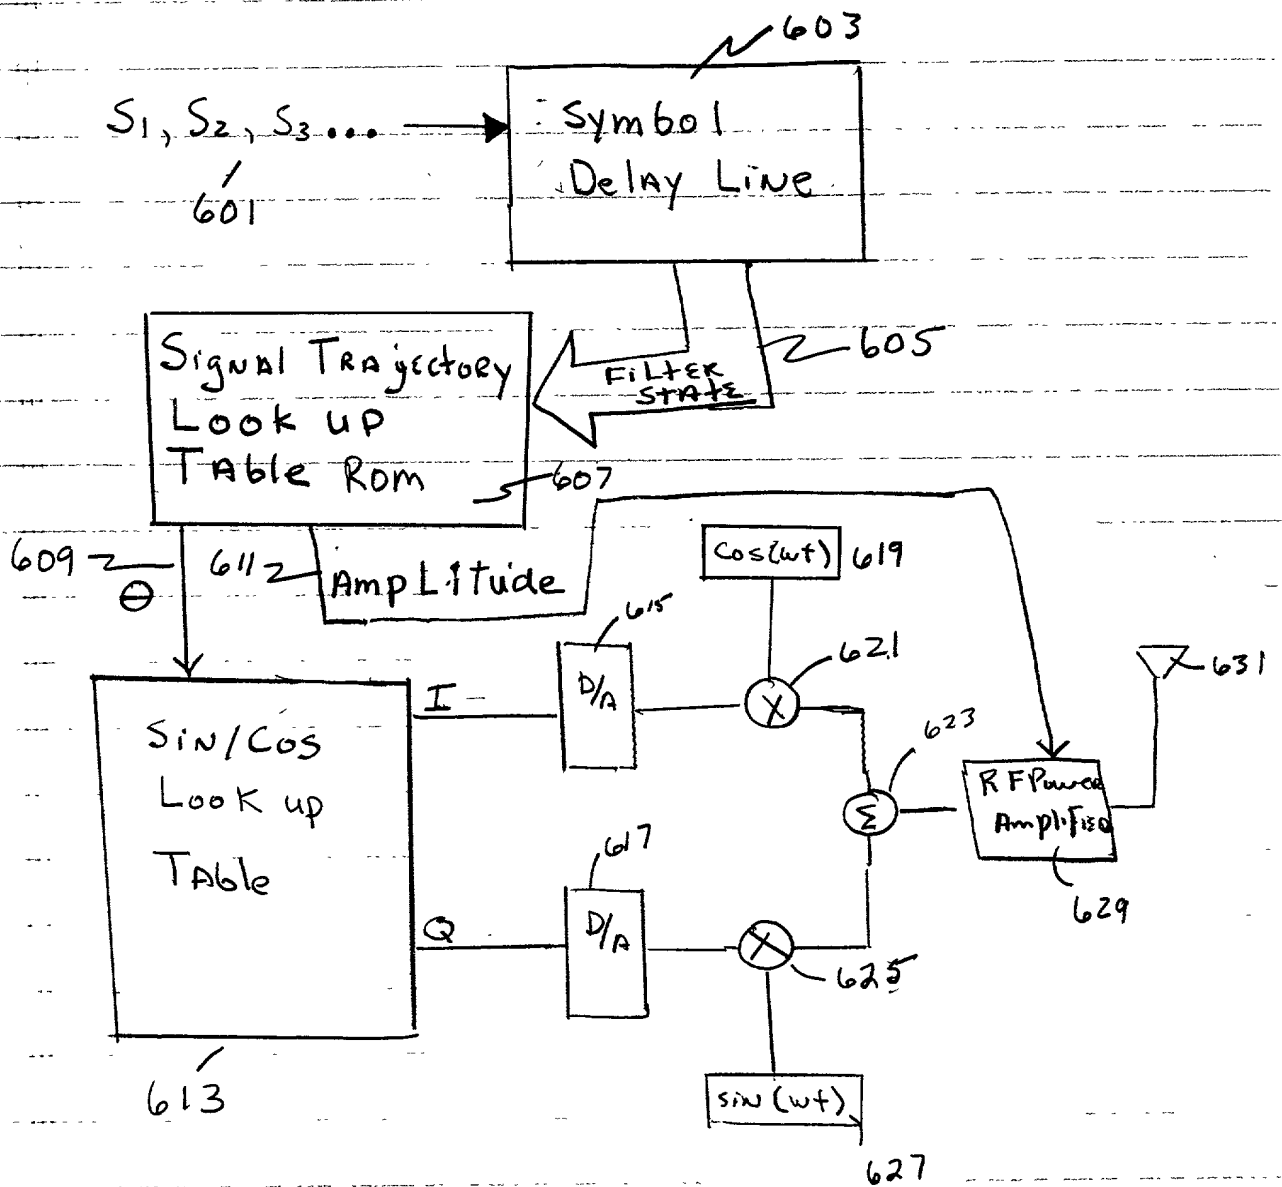 603
S1, S2, S3...
601
Symbol
Delay Line
605
Filter
State
Signal Trajectory
Look up
Table Rom
607
609
θ
611
Amplitude
cos(wt)
619
615
D/A
621
631
I
623
Sin/Cos
Look up
Table
Σ
RF Power
Amplifier
629
617
D/A
Q
625
613
sin(wt)
627